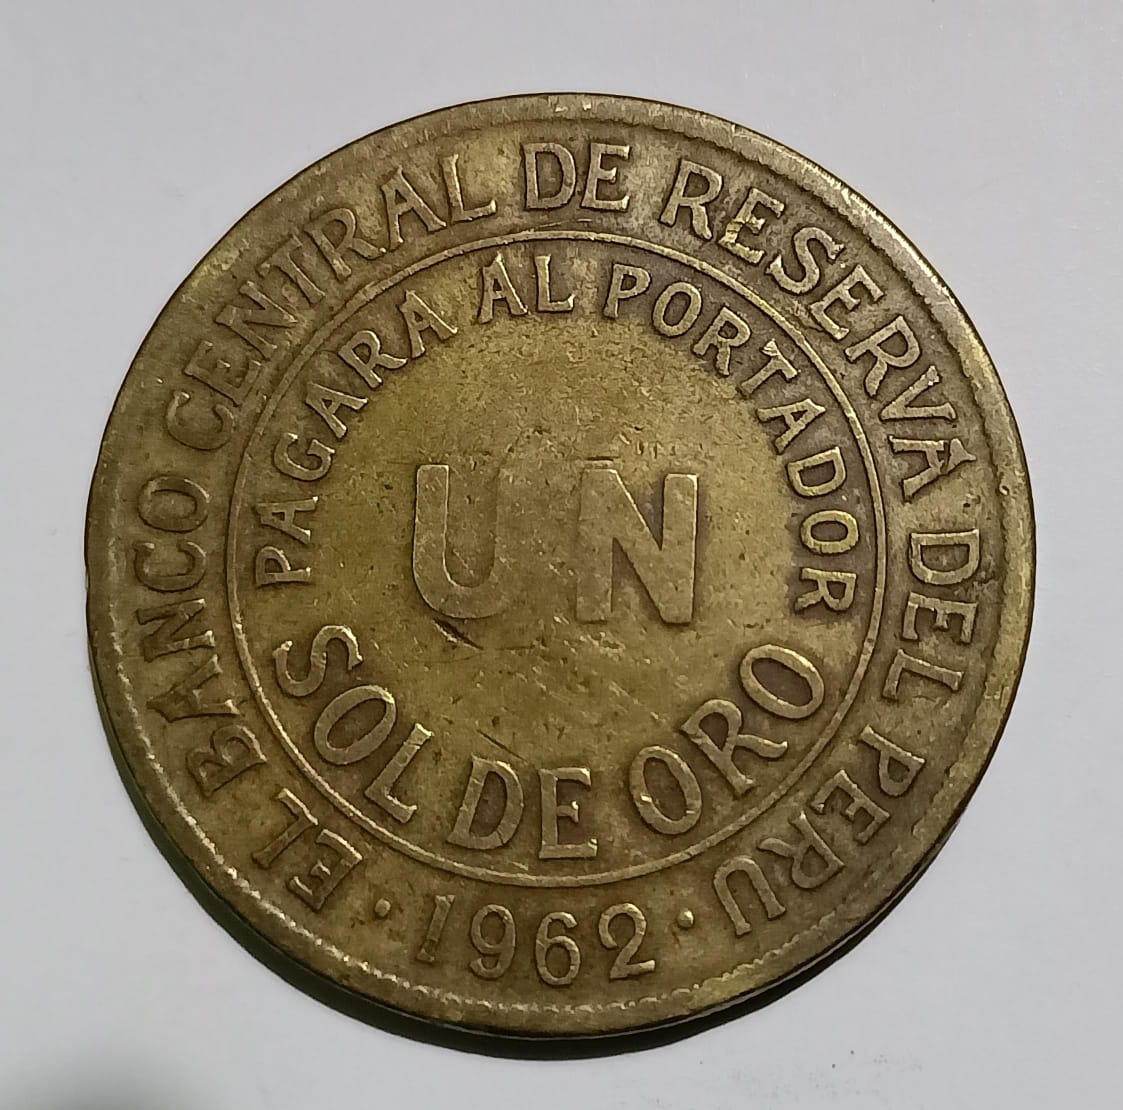 EL BANCO CENTRAL DE RESERVA DEL PERU
PAGARA AL PORTADOR
UN
SOL DE ORO
· 1962 ·